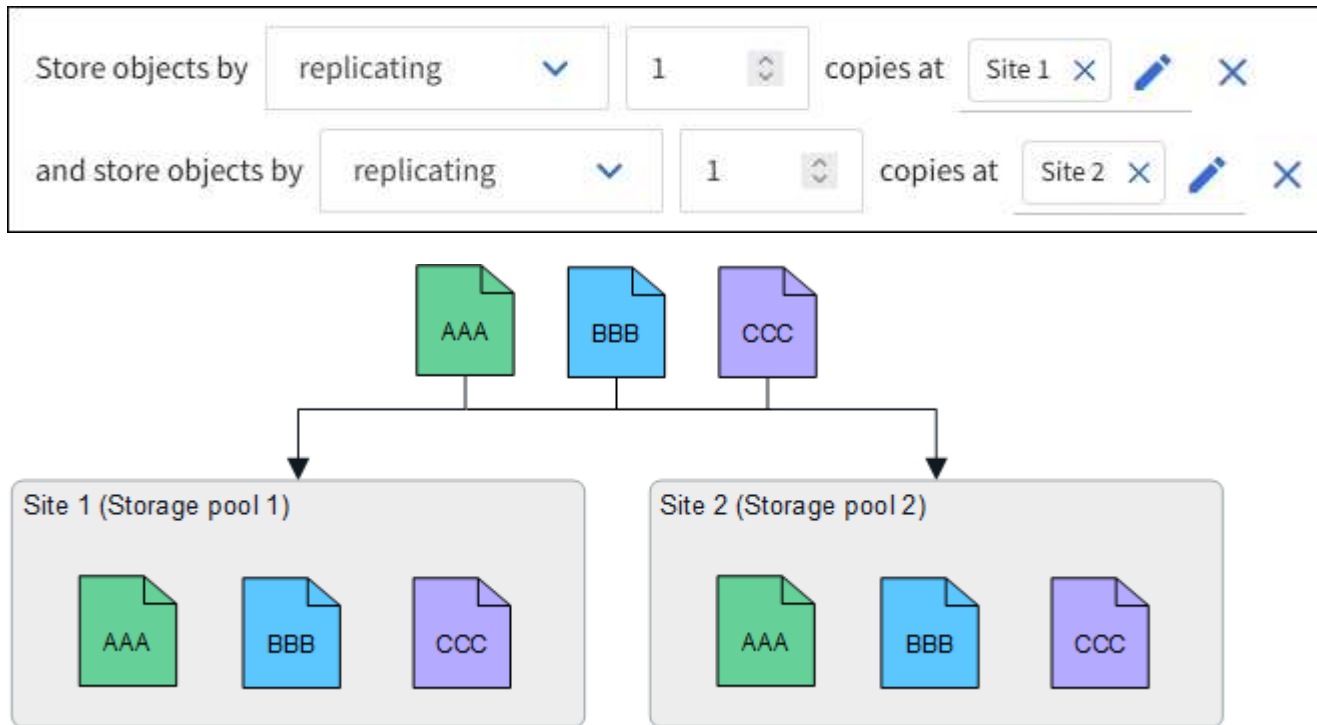 Store objects by replicating 1 copies at Site 1
and store objects by replicating 1 copies at Site 2
AAA BBB CCC
Site 1 (Storage pool 1) Site 2 (Storage pool 2)
AAA BBB CCC AAA BBB CCC